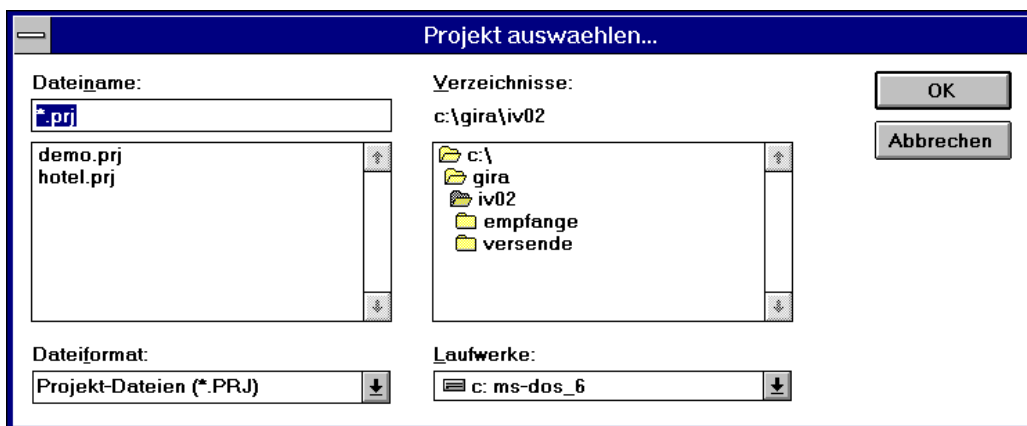 Projekt auswaehlen...
Dateiname:
*.prj
demo.prj
hotel.prj
Dateiformat:
Projekt-Dateien (*.PRJ)
Verzeichnisse:
c:\gira\iv02
c:\
gira
iv02
empfange
versende
Laufwerke:
c: ms-dos_6
OK
Abbrechen